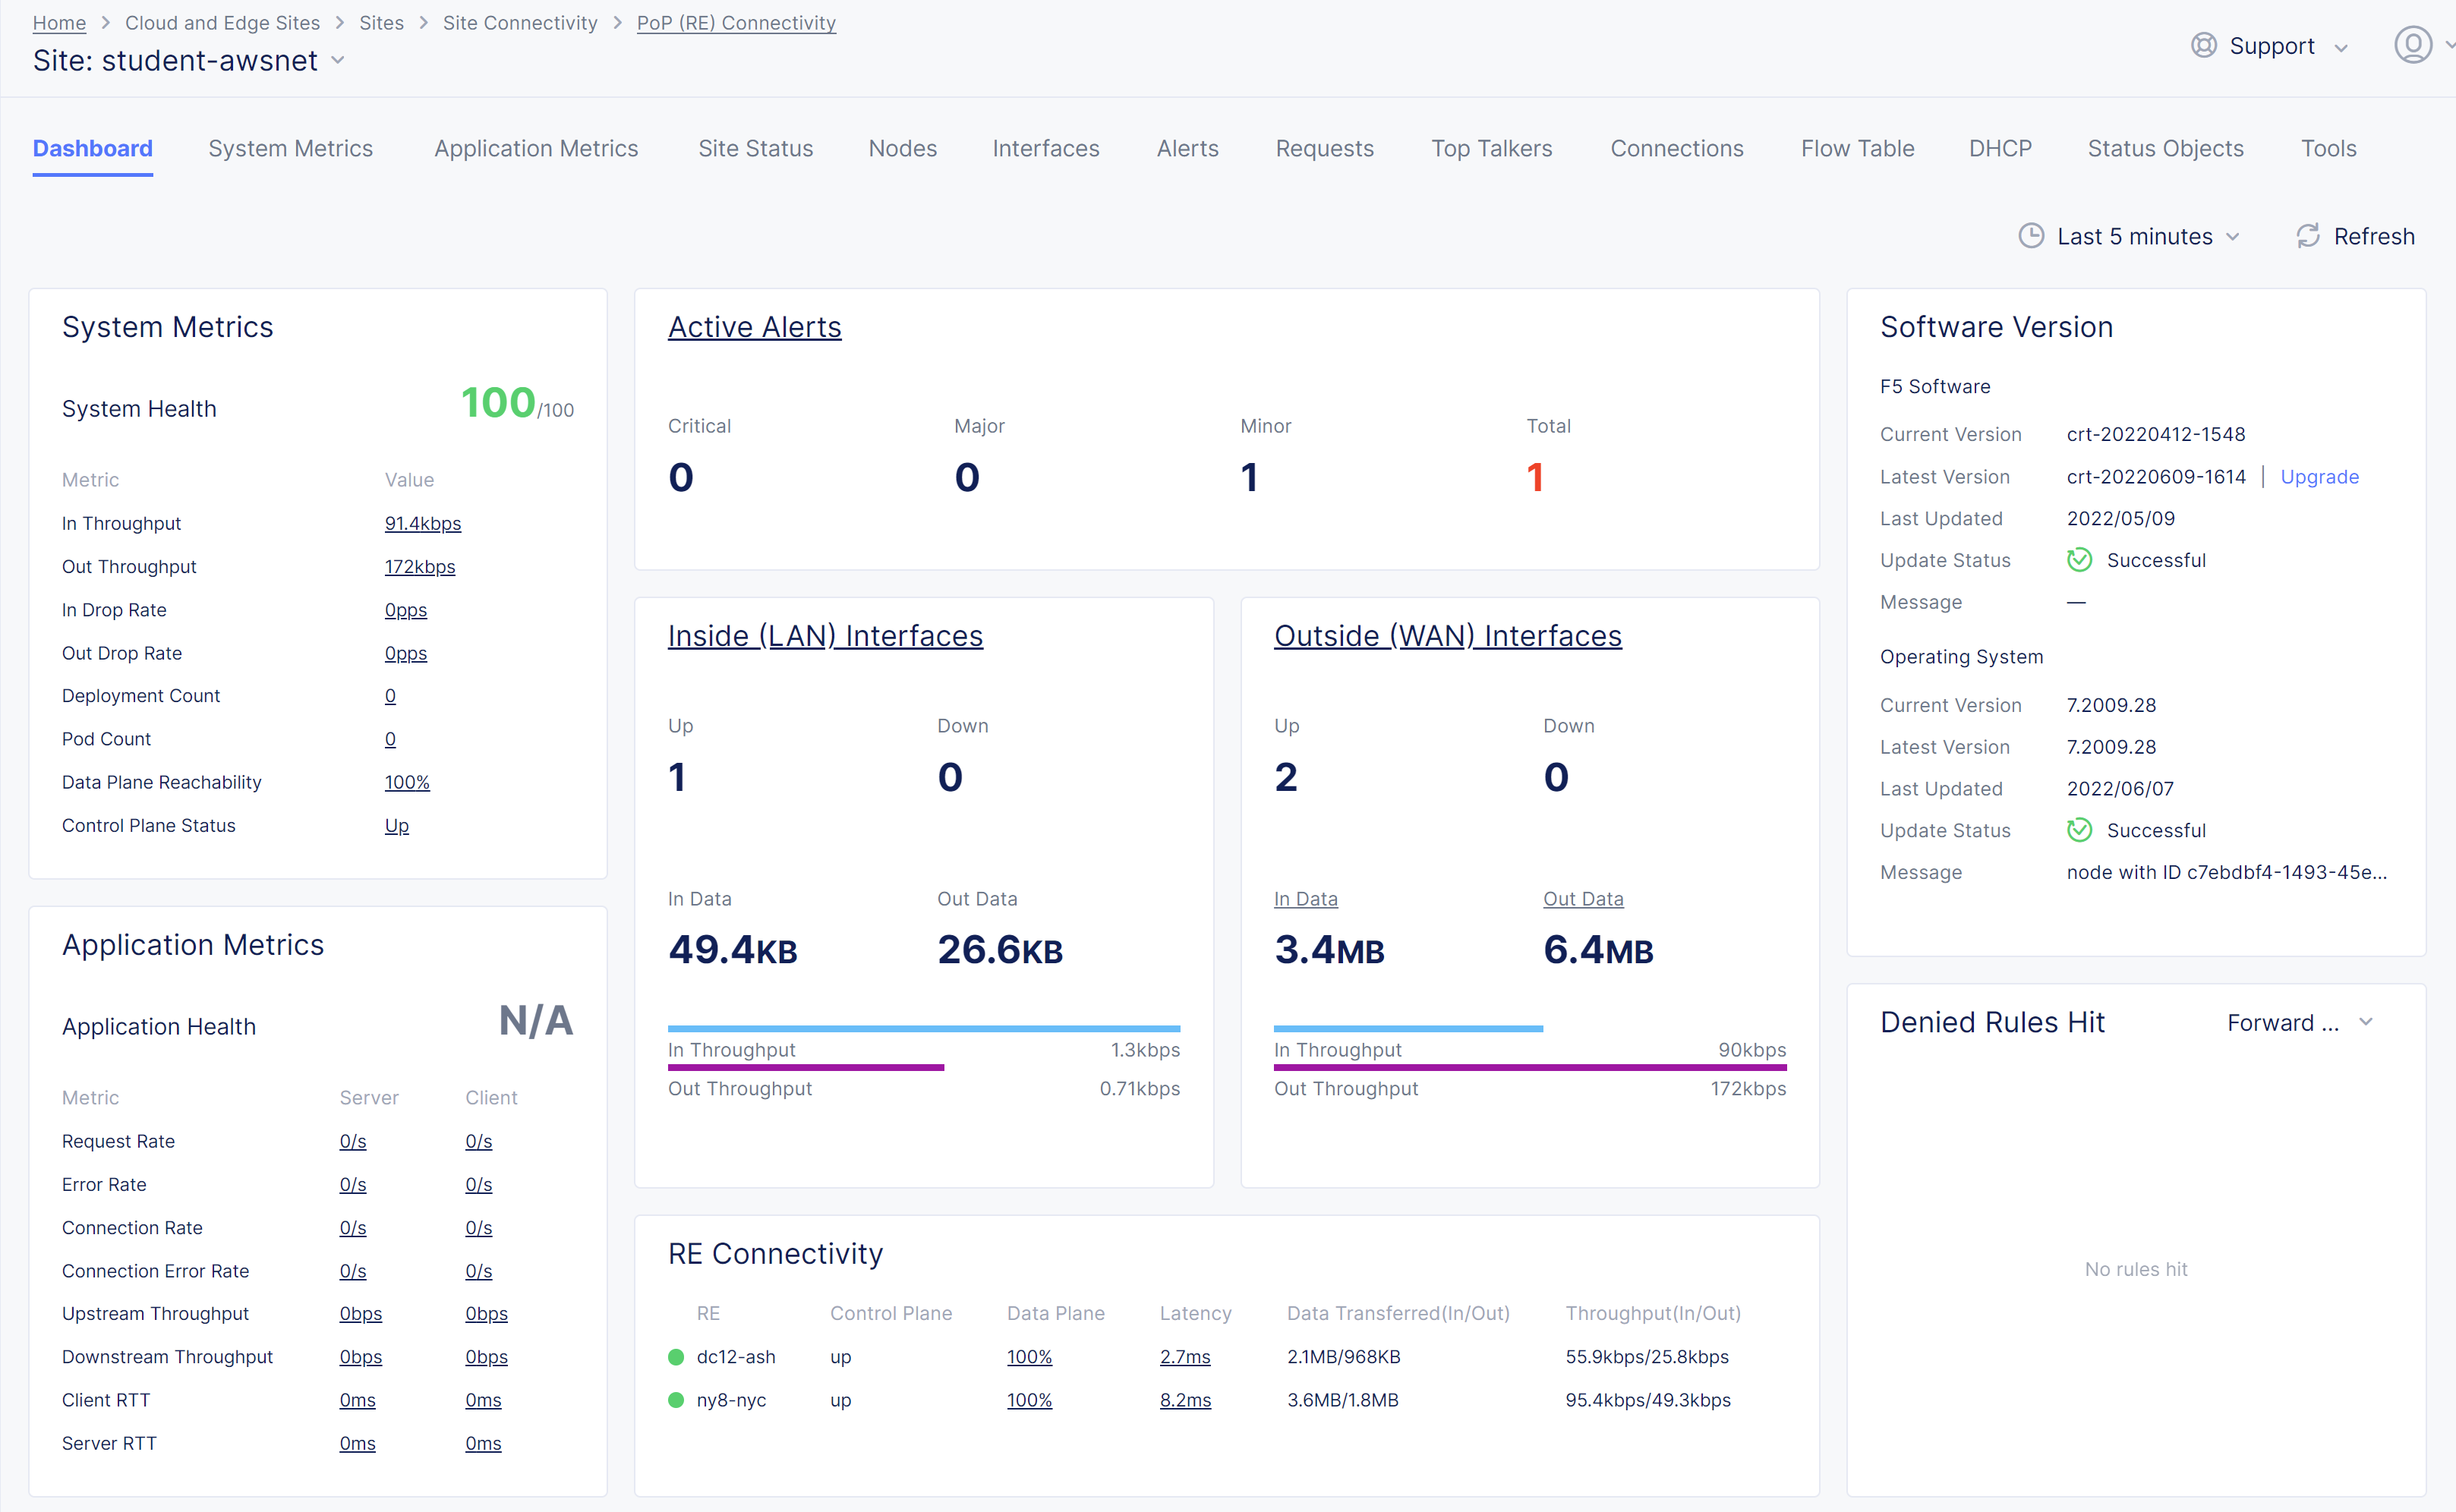 Home > Cloud and Edge Sites > Sites > Site Connectivity > PoP (RE) Connectivity
Site: student-awsnet
Support
Dashboard System Metrics Application Metrics Site Status Nodes Interfaces Alerts Requests Top Talkers Connections Flow Table DHCP Status Objects Tools
Last 5 minutes Refresh
System Metrics
System Health 100/100
Metric Value
In Throughput 91.4kbps
Out Throughput 172kbps
In Drop Rate 0pps
Out Drop Rate 0pps
Deployment Count 0
Pod Count 0
Data Plane Reachability 100%
Control Plane Status Up
Application Metrics
Application Health N/A
Metric Server Client
Request Rate 0/s 0/s
Error Rate 0/s 0/s
Connection Rate 0/s 0/s
Connection Error Rate 0/s 0/s
Upstream Throughput 0bps 0bps
Downstream Throughput 0bps 0bps
Client RTT 0ms 0ms
Server RTT 0ms 0ms
Active Alerts
Critical Major Minor Total
0 0 1 1
Inside (LAN) Interfaces
Up Down
1 0
In Data Out Data
49.4KB 26.6KB
In Throughput 1.3kbps
Out Throughput 0.71kbps
Outside (WAN) Interfaces
Up Down
2 0
In Data Out Data
3.4MB 6.4MB
In Throughput 90kbps
Out Throughput 172kbps
RE Connectivity
RE Control Plane Data Plane Latency Data Transferred(In/Out) Throughput(In/Out)
dc12-ash up 100% 2.7ms 2.1MB/968KB 55.9kbps/25.8kbps
ny8-nyc up 100% 8.2ms 3.6MB/1.8MB 95.4kbps/49.3kbps
Software Version
F5 Software
Current Version crt-20220412-1548
Latest Version crt-20220609-1614 | Upgrade
Last Updated 2022/05/09
Update Status Successful
Message —
Operating System
Current Version 7.2009.28
Latest Version 7.2009.28
Last Updated 2022/06/07
Update Status Successful
Message node with ID c7ebdbf4-1493-45e...
Denied Rules Hit Forward ...
No rules hit